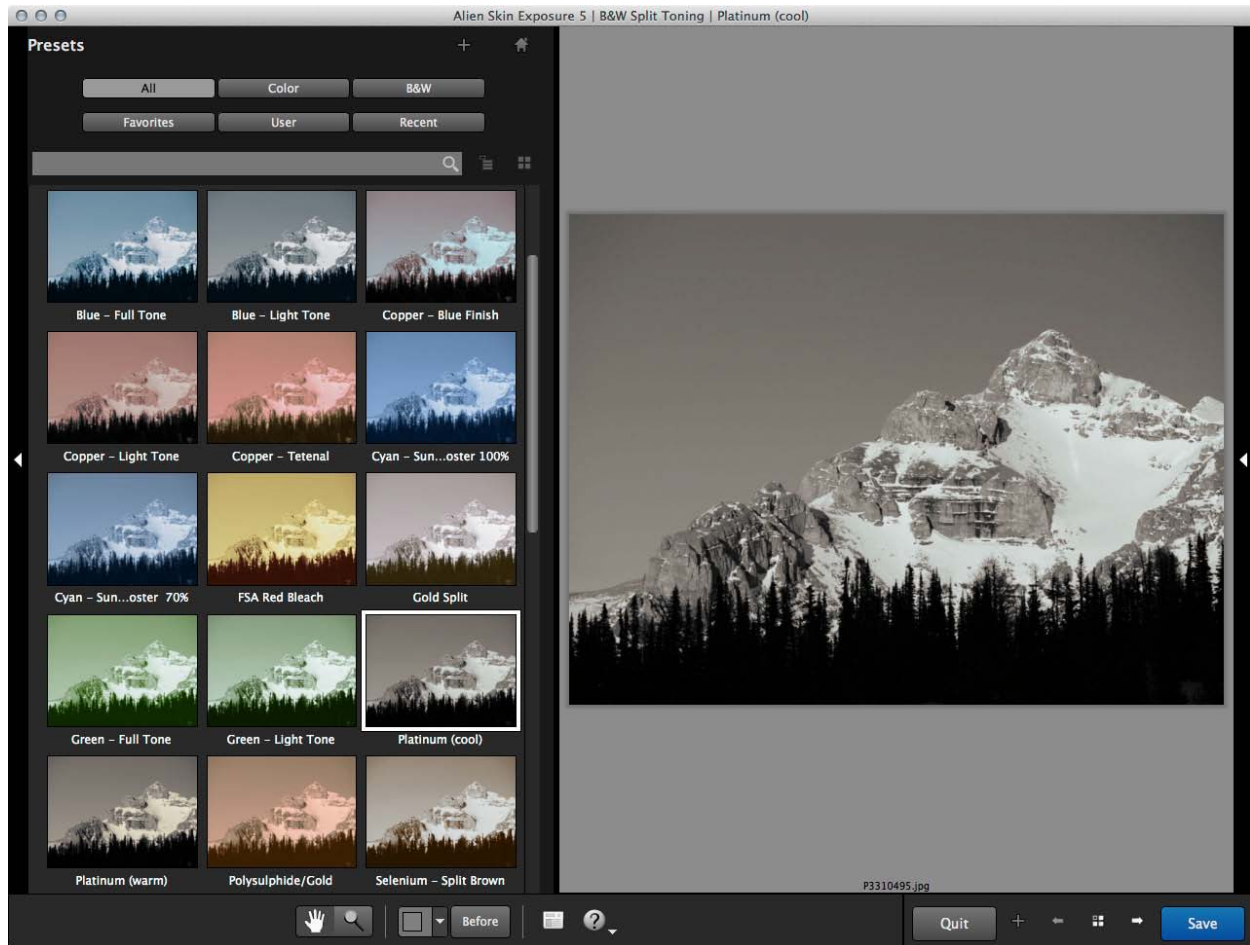 Alien Skin Exposure 5 | B&W Split Toning | Platinum (cool)
Presets
All Color B&W
Favorites User Recent
Blue – Full Tone Blue – Light Tone Copper – Blue Finish
Copper – Light Tone Copper – Tetenal Cyan – Sun...oster 100%
Cyan – Sun...oster 70% FSA Red Bleach Gold Split
Green – Full Tone Green – Light Tone Platinum (cool)
Platinum (warm) Polysulphide/Gold Selenium – Split Brown
P3310495.jpg
Before ? Quit Save